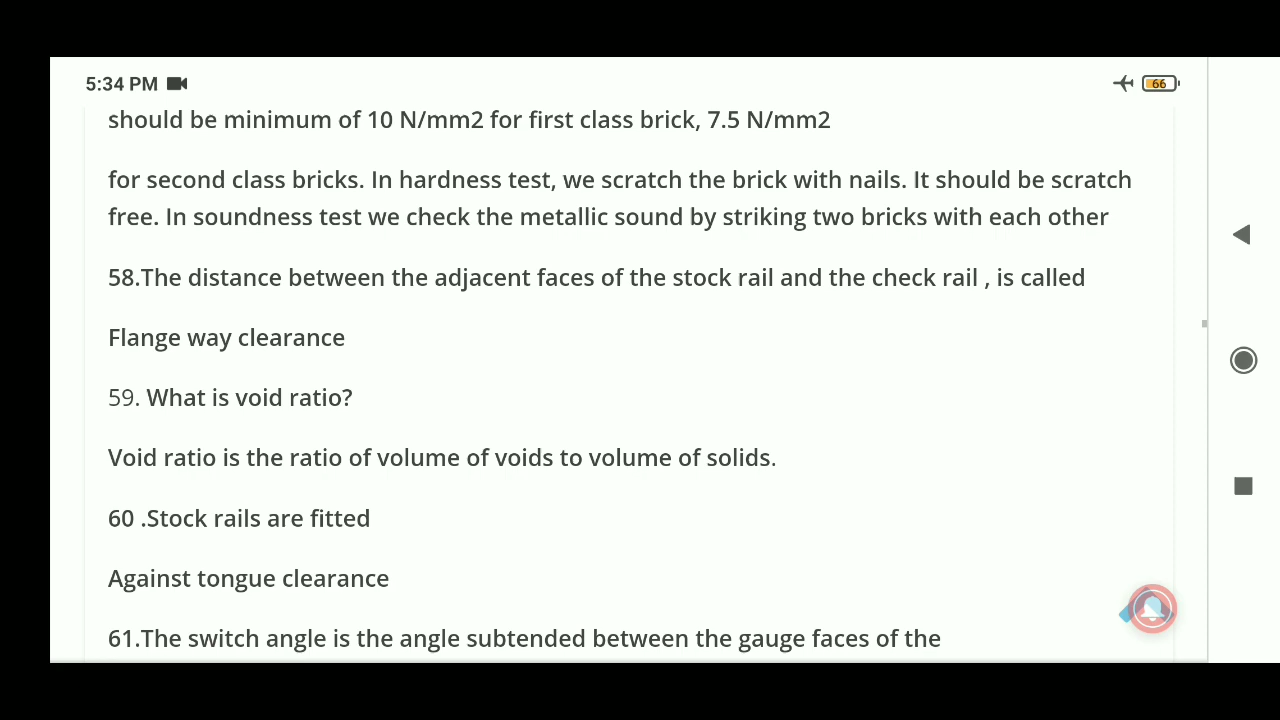 5:34 PM
66
should be minimum of 10 N/mm2 for first class brick, 7.5 N/mm2
for second class bricks. In hardness test, we scratch the brick with nails. It should be scratch
free. In soundness test we check the metallic sound by striking two bricks with each other
58.The distance between the adjacent faces of the stock rail and the check rail , is called
Flange way clearance
59. What is void ratio?
Void ratio is the ratio of volume of voids to volume of solids.
60 .Stock rails are fitted
Against tongue clearance
61.The switch angle is the angle subtended between the gauge faces of the